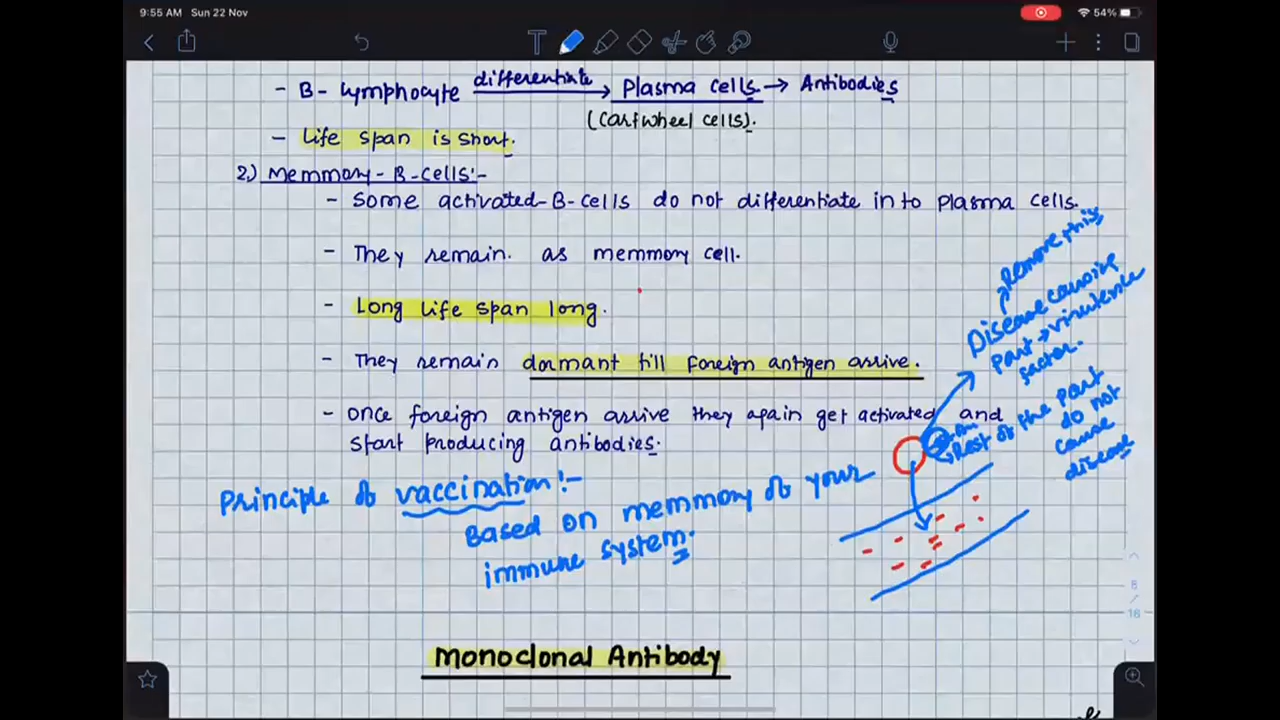 9:55 AM Sun 22 Nov
54%
- B- lymphocyte differentiate Plasma cells → Antibodies
(Cartwheel cells).
- Life span is short.
2.) Memmory- B-cells:-
- Some activated-B-cells do not differentiate in to plasma cells.
- They remain. as memmory cell.
- Long life span long.
- They remain dormant till foreign antigen arrive.
- once foreign antigen arrive they again get activated and
start producing antibodies.
Remove this
Disease causing
Part → virulence
factor.
Rest of the part
do not
cause
disease
Principle of vaccination:-
Based on memmory of your
immune system.
8
/
16
Monoclonal Antibody